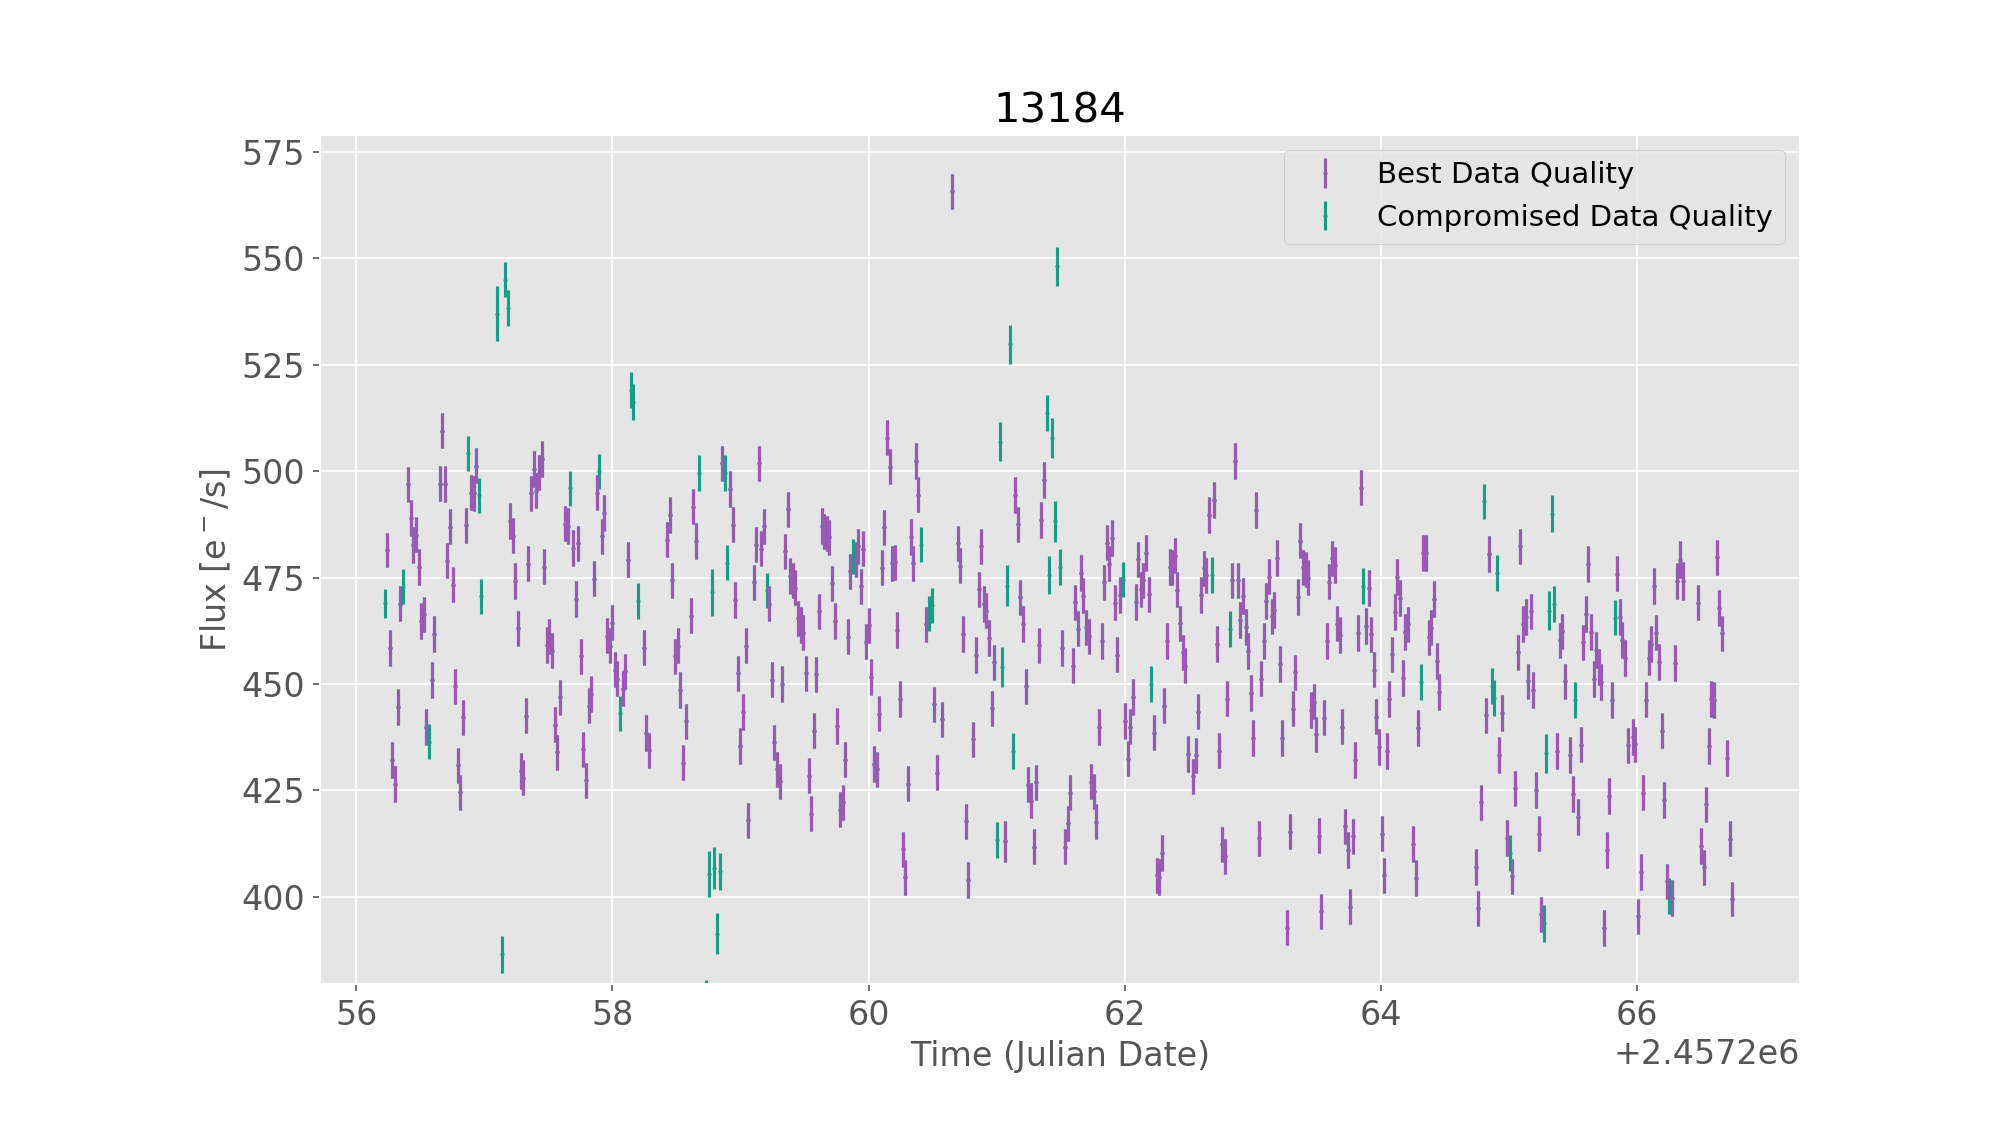 13184
Best Data Quality
Compromised Data Quality
575
550
525
500
475
450
425
400
Flux [e⁻/s]
56 58 60 62 64 66
Time (Julian Date)
+2.4572e6